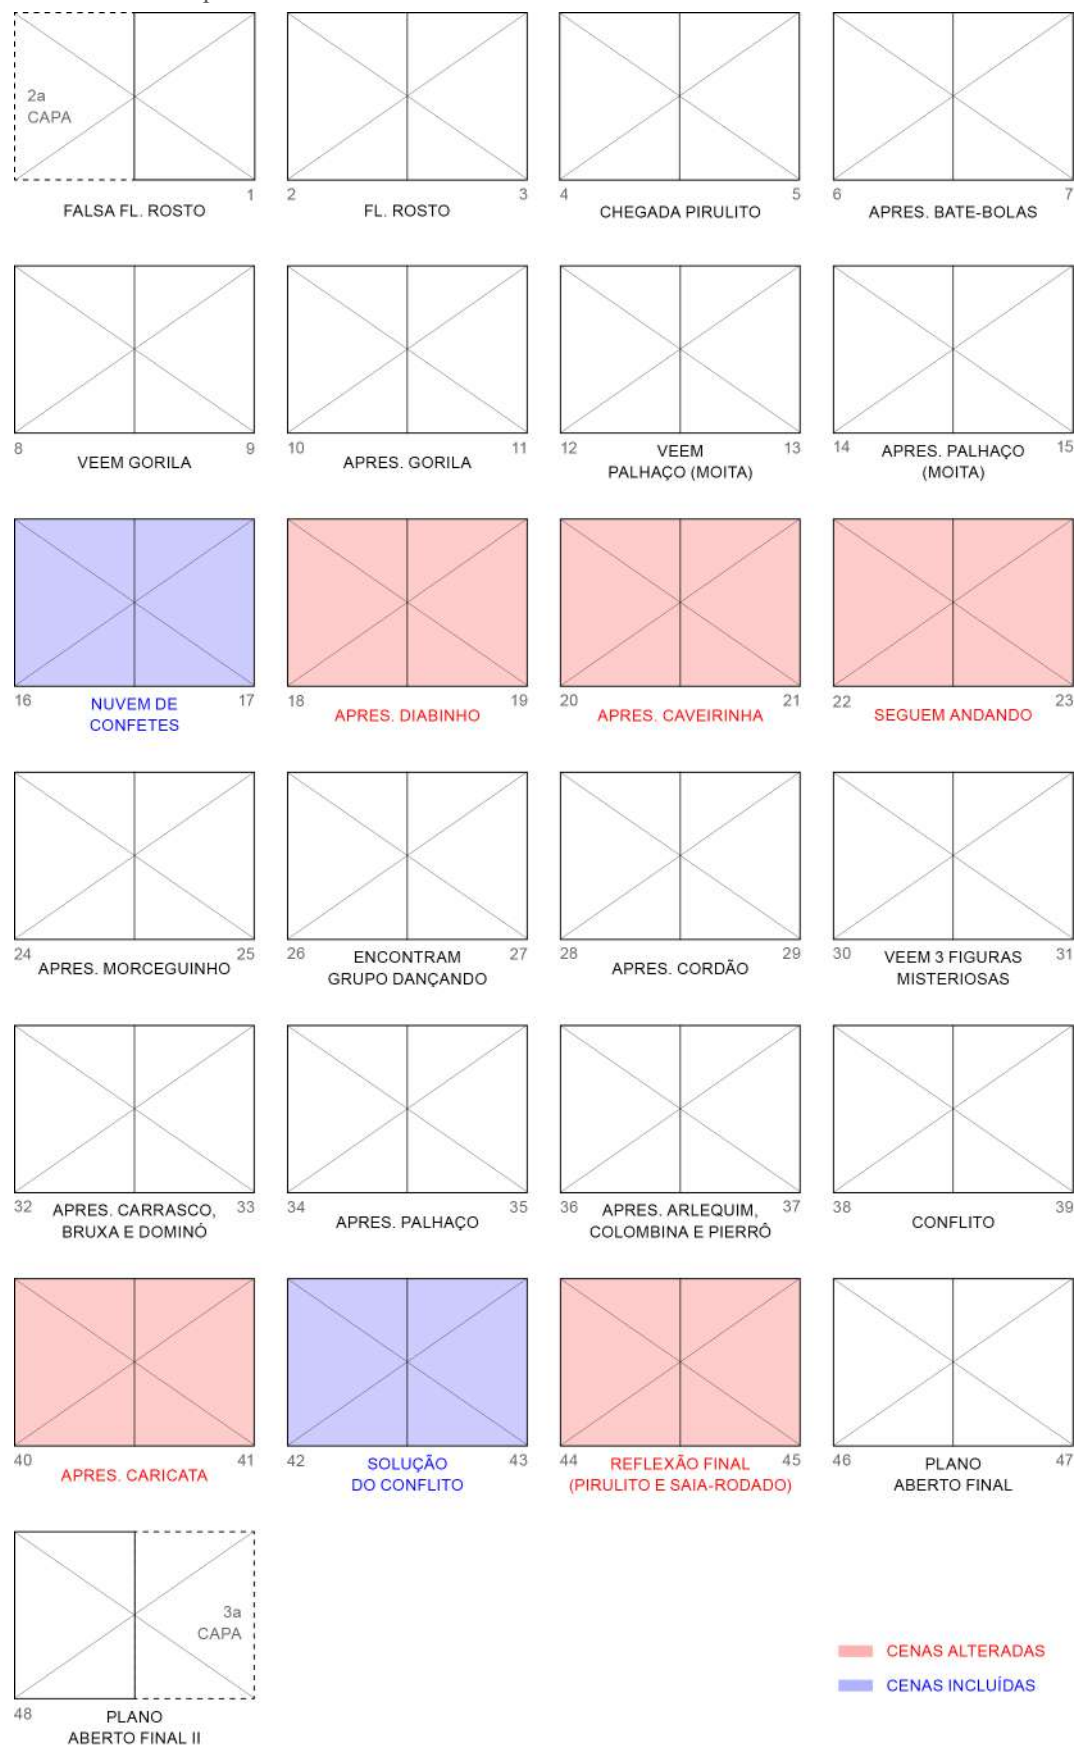 2a
CAPA
1
FALSA FL. ROSTO
2
3
FL. ROSTO
4
5
CHEGADA PIRULITO
6
7
APRES. BATE-BOLAS
8
9
VEEM GORILA
10
11
APRES. GORILA
12
13
VEEM
PALHAÇO (MOITA)
14
15
APRES. PALHAÇO
(MOITA)
16
17
NUVEM DE
CONFETES
18
19
APRES. DIABINHO
20
21
APRES. CAVEIRINHA
22
23
SEGUEM ANDANDO
24
25
APRES. MORCEGUINHO
26
27
ENCONTRAM
GRUPO DANÇANDO
28
29
APRES. CORDÃO
30
31
VEEM 3 FIGURAS
MISTERIOSAS
32
33
APRES. CARRASCO,
BRUXA E DOMINÓ
34
35
APRES. PALHAÇO
36
37
APRES. ARLEQUIM,
COLOMBINA E PIERRÔ
38
39
CONFLITO
40
41
APRES. CARICATA
42
43
SOLUÇÃO
DO CONFLITO
44
45
REFLEXÃO FINAL
(PIRULITO E SAIA-RODADO)
46
47
PLANO
ABERTO FINAL
3a
CAPA
48
PLANO
ABERTO FINAL II
CENAS ALTERADAS
CENAS INCLUÍDAS